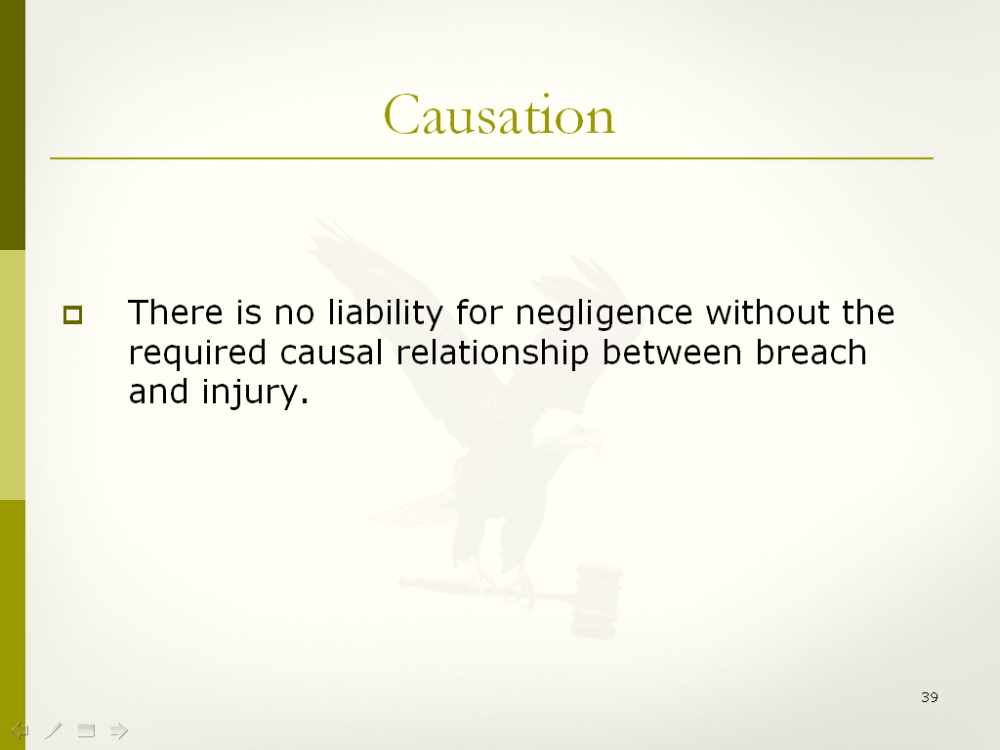 Causation
There is no liability for negligence without the
required causal relationship between breach
and injury.
39